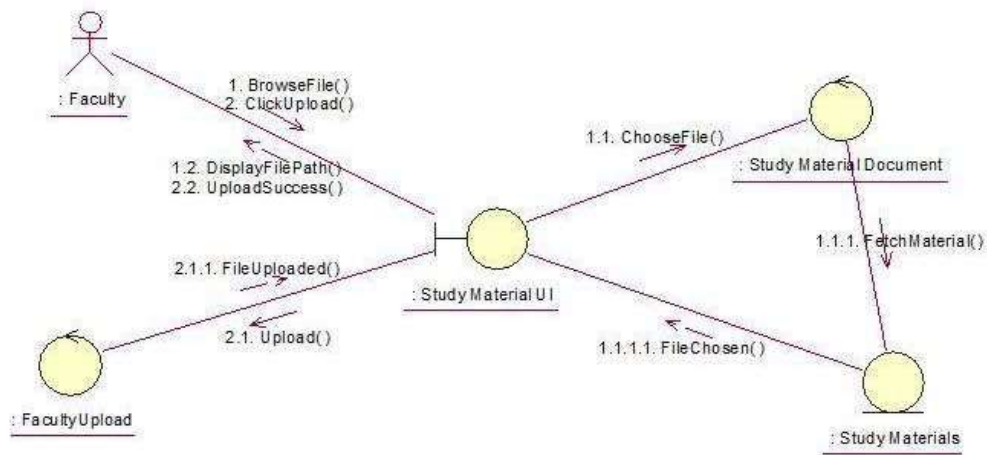 : Faculty
1. BrowseFile()
2. ClickUpload()
1.2. DisplayFilePath()
2.2. UploadSuccess()
1.1. ChooseFile()
: Study Material Document
1.1.1. FetchMaterial()
2.1.1. FileUploaded()
: Study Material UI
2.1. Upload()
1.1.1.1. FileChosen()
: FacultyUpload
: Study Materials